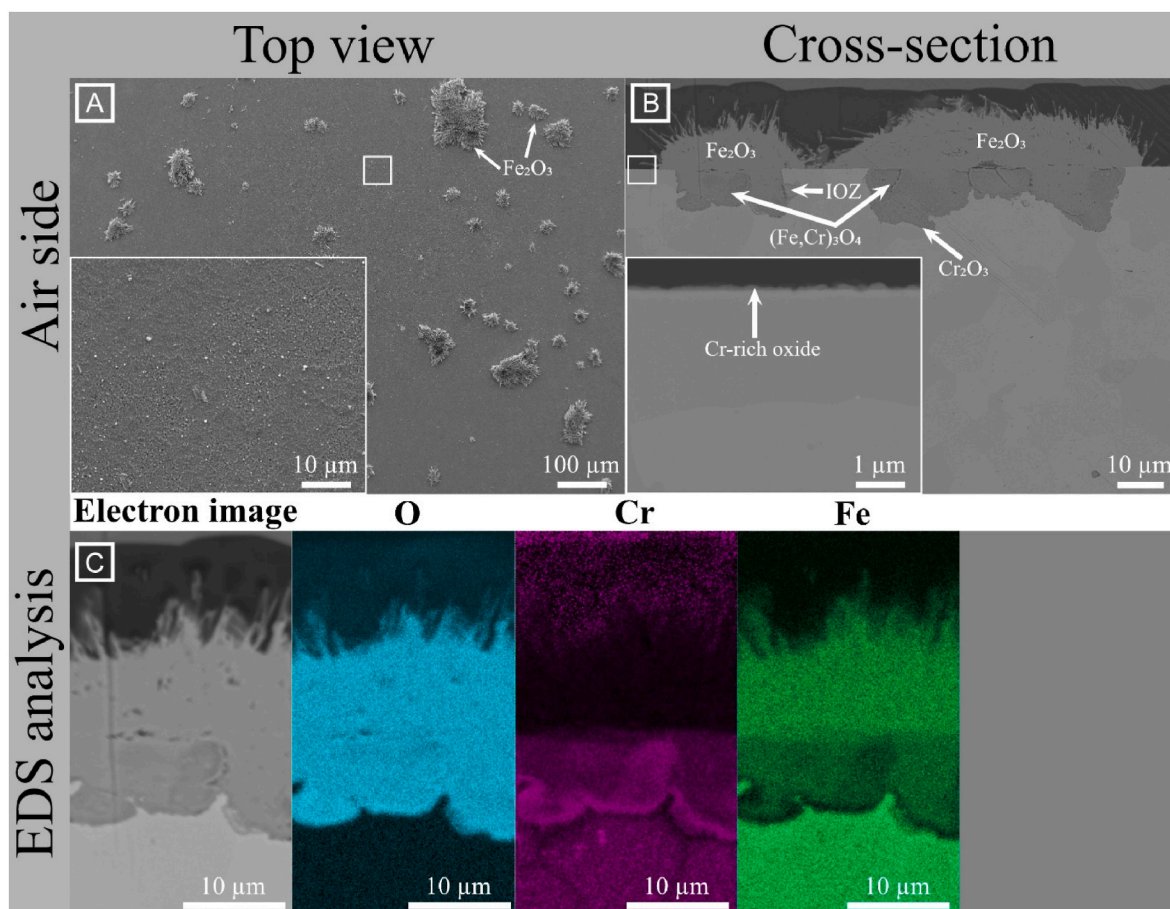 Top view
Cross-section
Air side
A
Fe₂O₃
10 µm
100 µm
B
Fe₂O₃
Fe₂O₃
IOZ
(Fe,Cr)₃O₄
Cr₂O₃
Cr-rich oxide
1 µm
10 µm
Electron image
O
Cr
Fe
EDS analysis
C
10 µm
10 µm
10 µm
10 µm